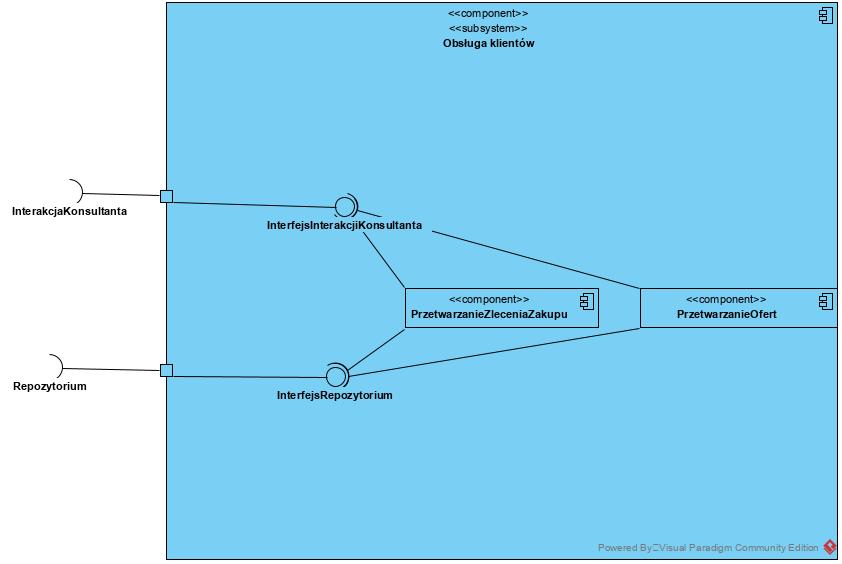 <<component>>
<<subsystem>>
Obsługa klientów
InterakcjaKonsultanta
InterfejsInterakcjiKonsultanta
<<component>>
PrzetwarzanieZleceniaZakupu
<<component>>
PrzetwarzanieOfert
Repozytorium
InterfejsRepozytorium
Powered By Visual Paradigm Community Edition